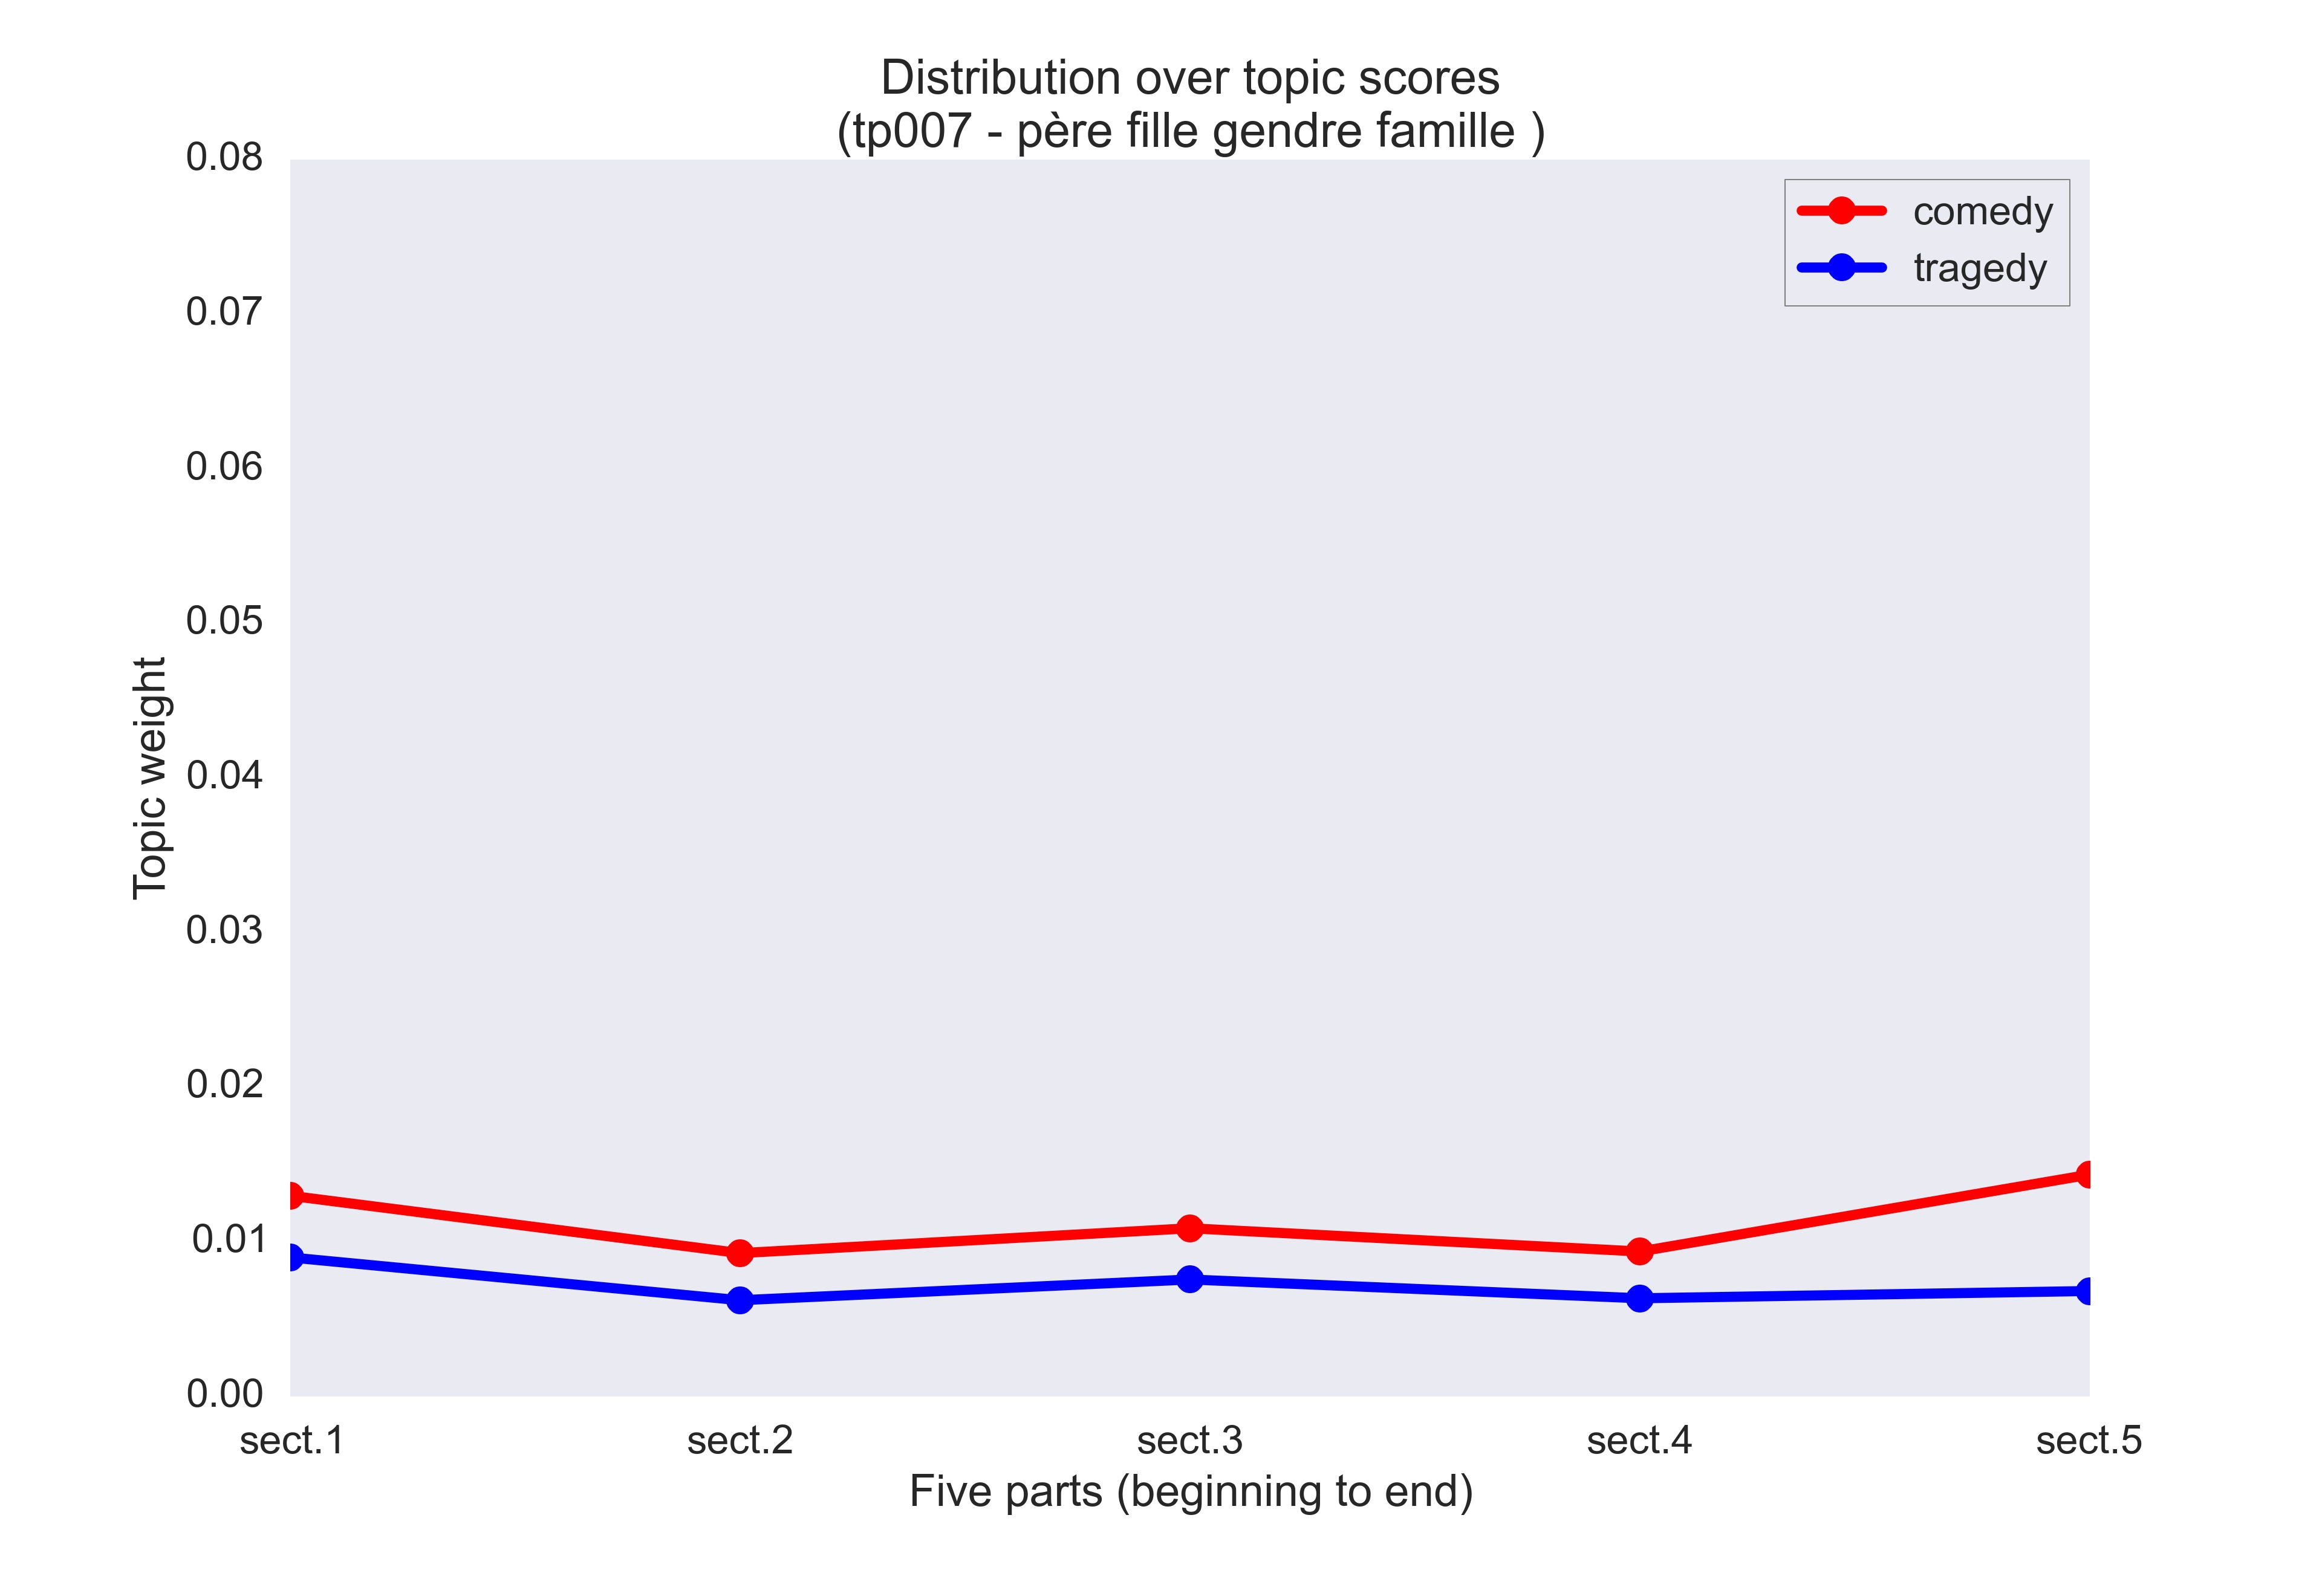 Distribution over topic scores
(tp007 - père fille gendre famille )
comedy
tragedy
0.08
0.07
0.06
0.05
0.04
0.03
0.02
0.01
0.00
Topic weight
sect.1 sect.2 sect.3 sect.4 sect.5
Five parts (beginning to end)